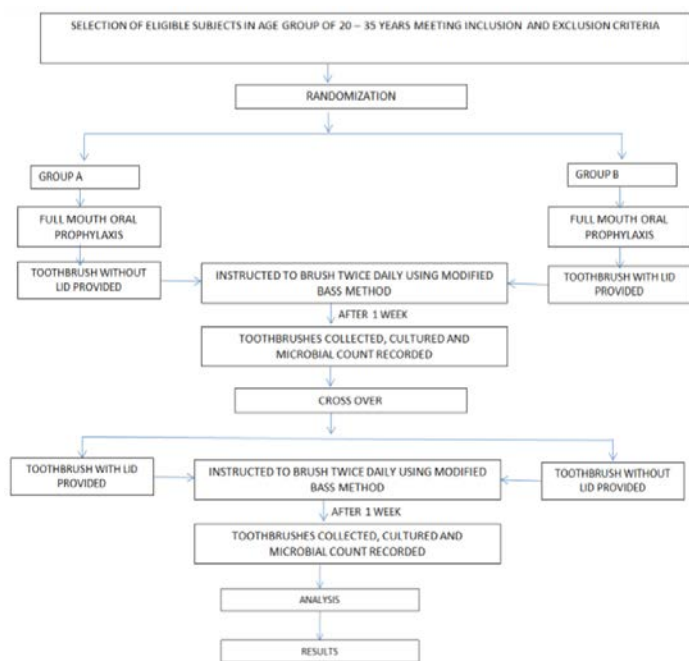 SELECTION OF ELIGIBLE SUBJECTS IN AGE GROUP OF 20 – 35 YEARS MEETING INCLUSION AND EXCLUSION CRITERIA
RANDOMIZATION
GROUP A
GROUP B
FULL MOUTH ORAL
PROPHYLAXIS
FULL MOUTH ORAL
PROPHYLAXIS
TOOTHBRUSH WITHOUT
LID PROVIDED
INSTRUCTED TO BRUSH TWICE DAILY USING MODIFIED
BASS METHOD
TOOTHBRUSH WITH LID
PROVIDED
AFTER 1 WEEK
TOOTHBRUSHES COLLECTED, CULTURED AND
MICROBIAL COUNT RECORDED
CROSS OVER
TOOTHBRUSH WITH LID
PROVIDED
INSTRUCTED TO BRUSH TWICE DAILY USING MODIFIED
BASS METHOD
TOOTHBRUSH WITHOUT
LID PROVIDED
AFTER 1 WEEK
TOOTHBRUSHES COLLECTED, CULTURED AND
MICROBIAL COUNT RECORDED
ANALYSIS
RESULTS